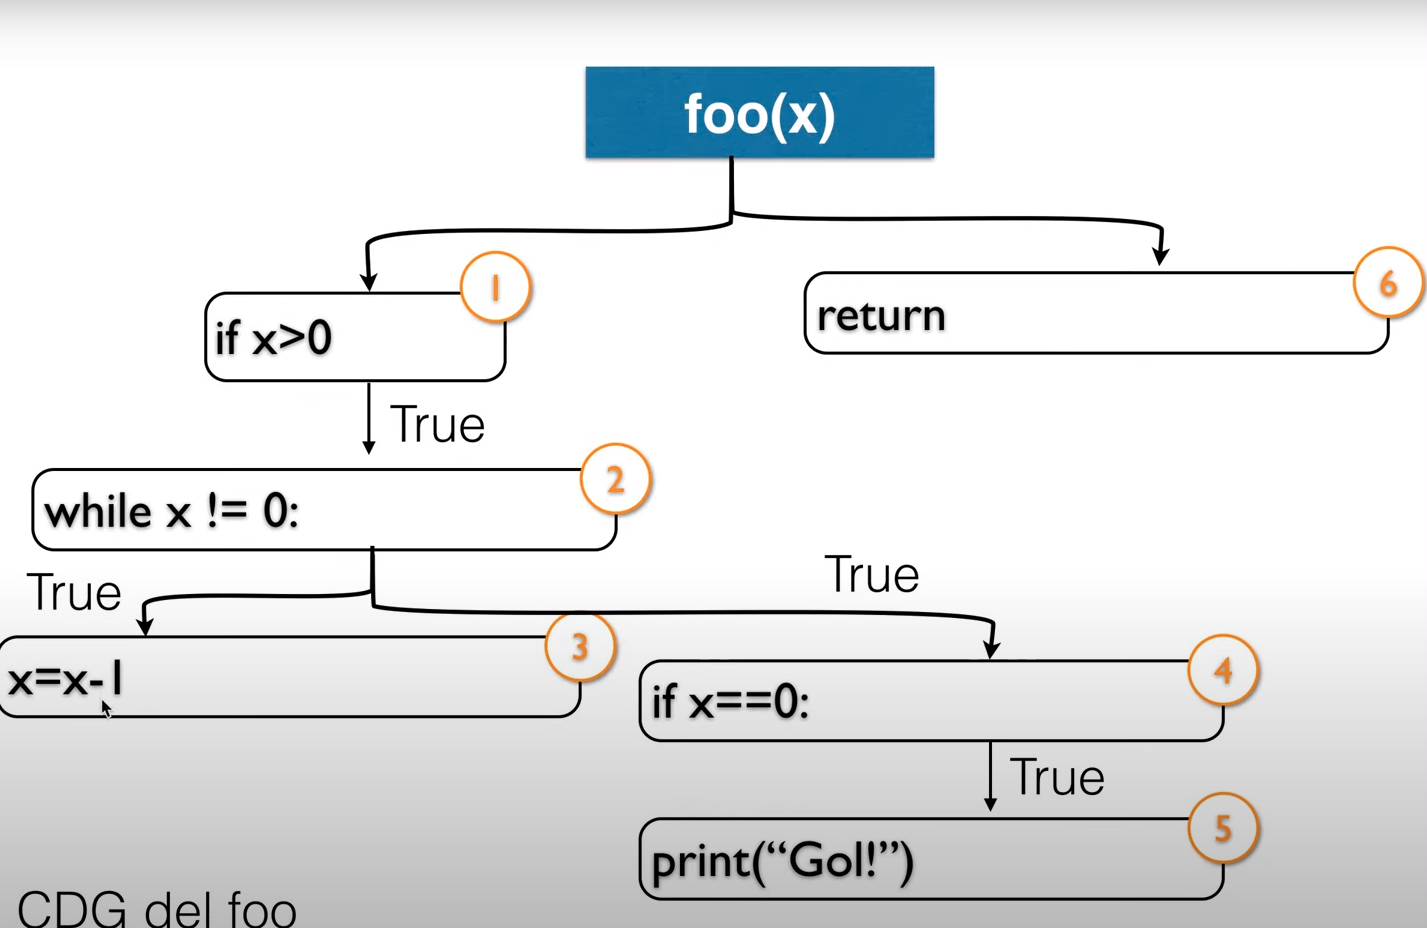 foo(x)
1
if x>0
6
return
True
2
while x != 0:
True
True
3
x=x-1
4
if x==0:
True
5
print(“Gol!”)
CDG del foo